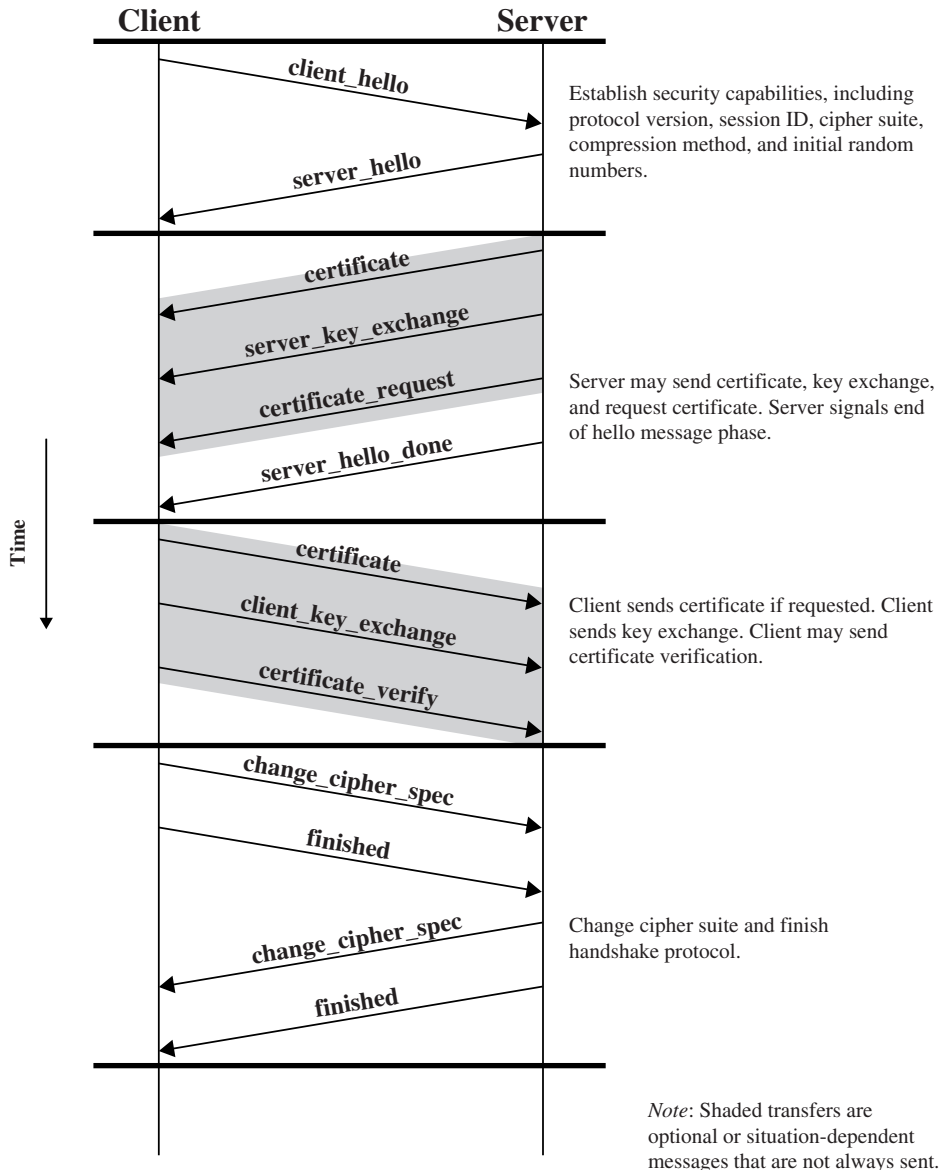 Client
Server
client_hello
Establish security capabilities, including
protocol version, session ID, cipher suite,
compression method, and initial random
numbers.
server_hello
certificate
server_key_exchange
certificate_request
Server may send certificate, key exchange,
and request certificate. Server signals end
of hello message phase.
server_hello_done
Time
certificate
client_key_exchange
Client sends certificate if requested. Client
sends key exchange. Client may send
certificate verification.
certificate_verify
change_cipher_spec
finished
change_cipher_spec
Change cipher suite and finish
handshake protocol.
finished
Note: Shaded transfers are
optional or situation-dependent
messages that are not always sent.